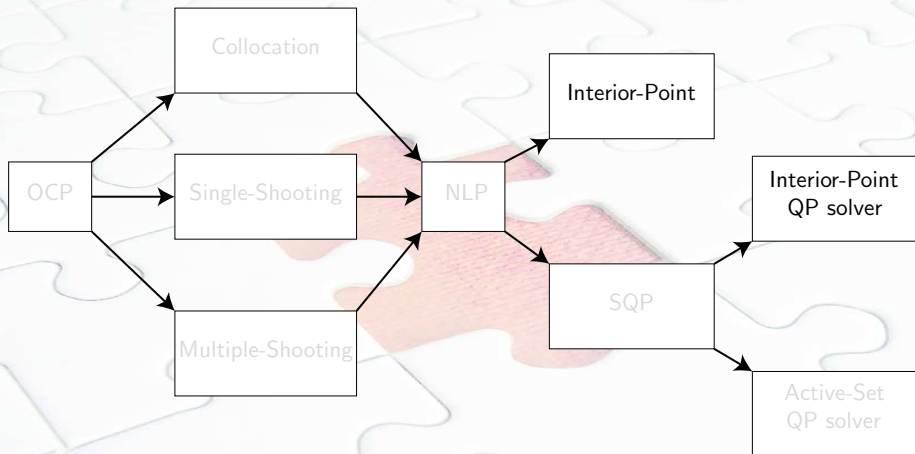 Collocation
Interior-Point
OCP
Single-Shooting
NLP
Interior-Point
QP solver
SQP
Multiple-Shooting
Active-Set
QP solver